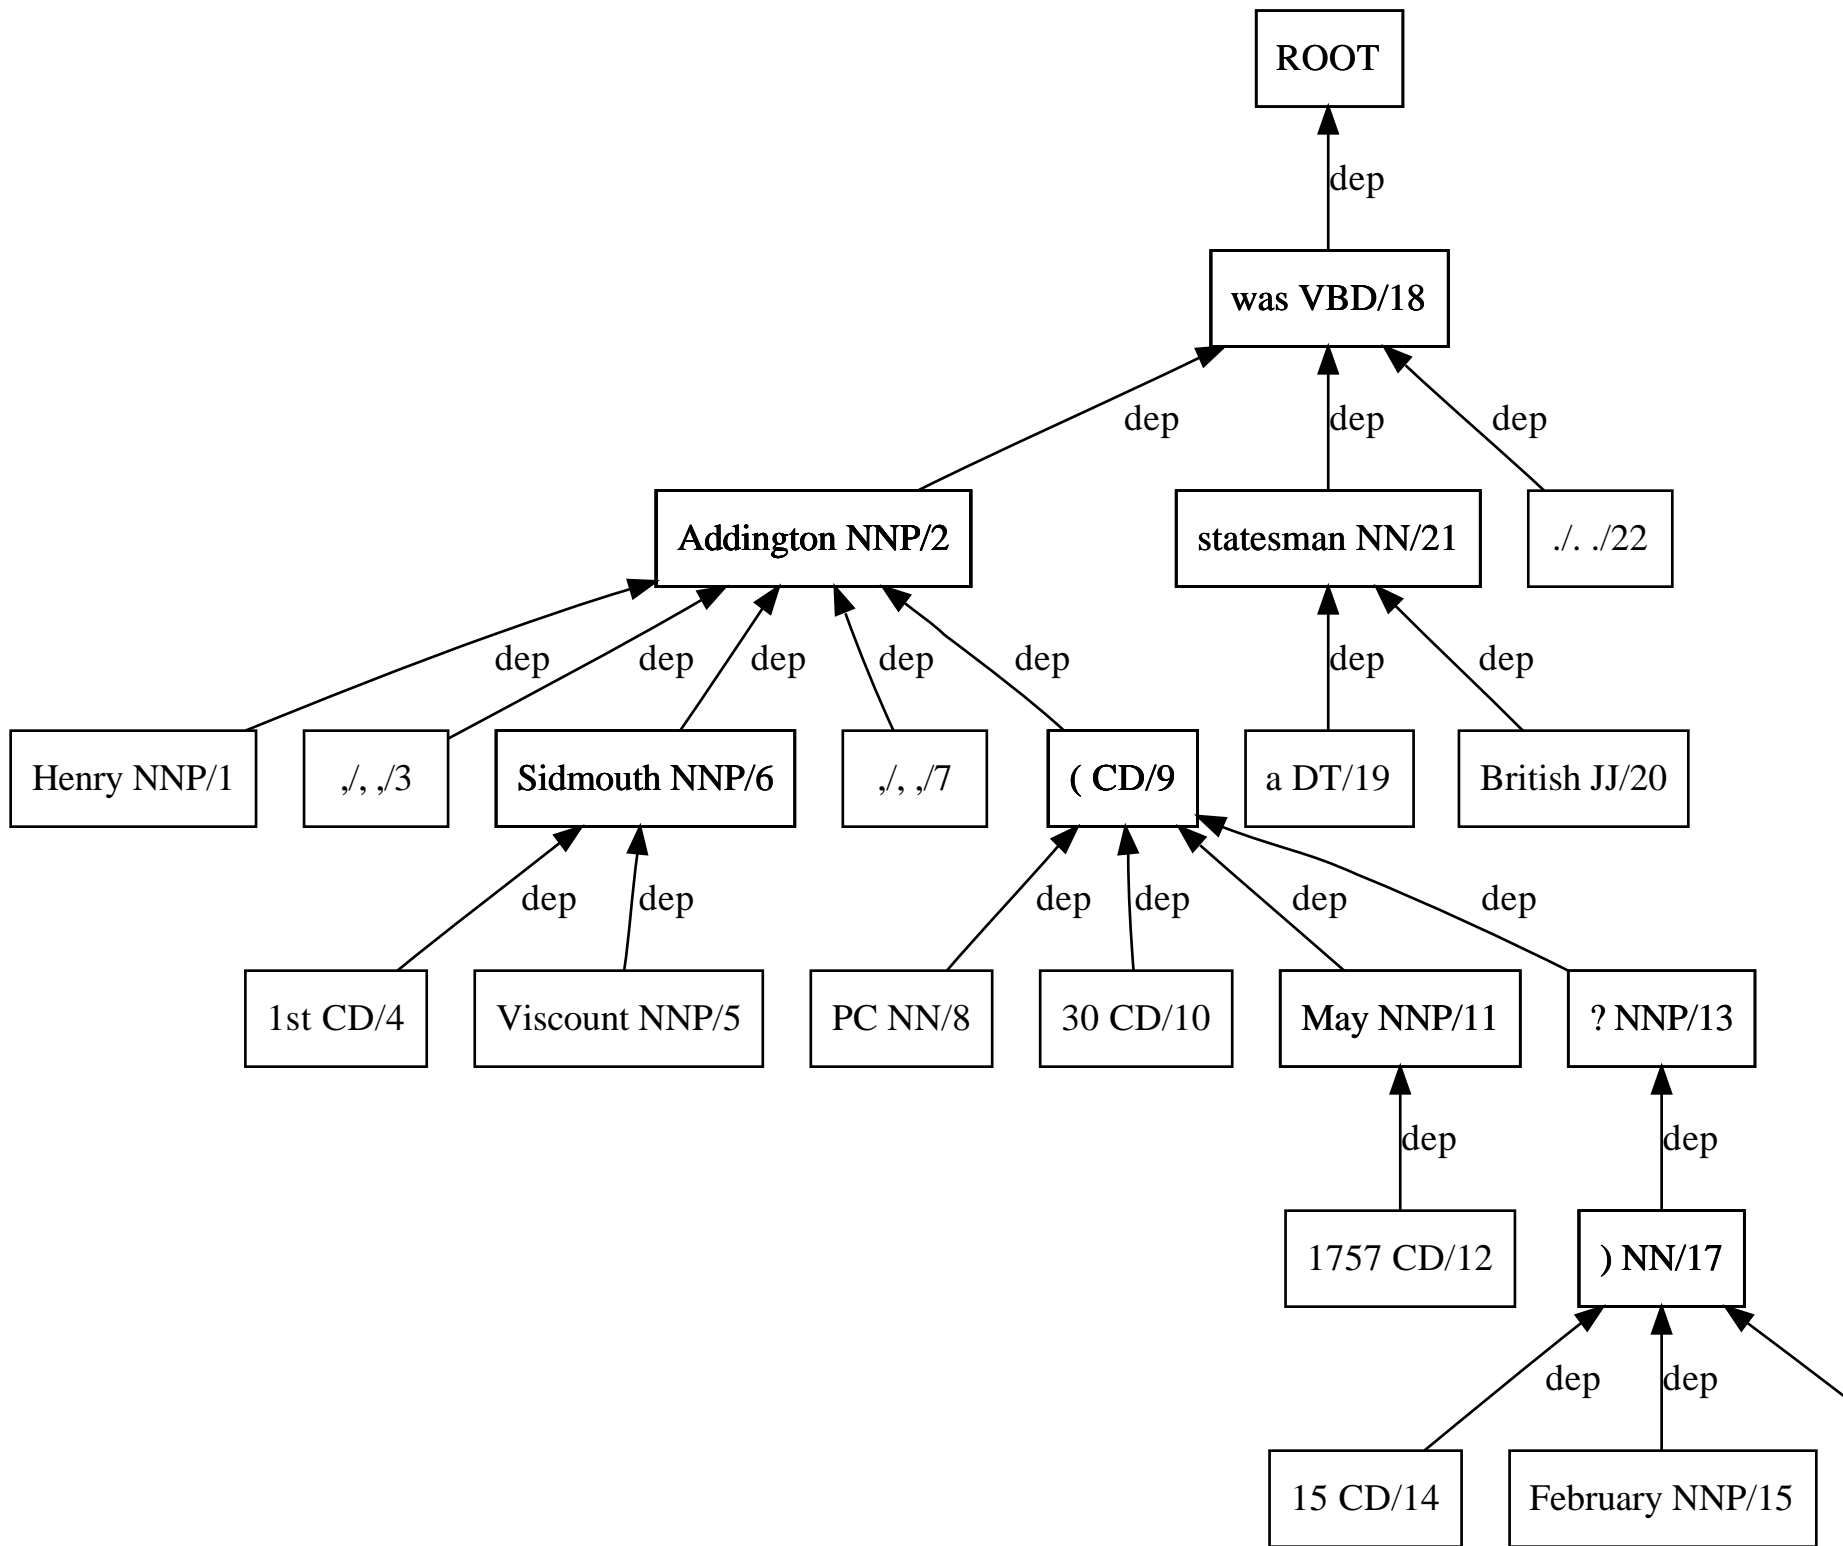 ROOT
dep
was VBD/18
dep dep dep
Addington NNP/2 statesman NN/21 ./. ./22
dep dep dep dep dep dep dep
Henry NNP/1 ,/, ,/3 Sidmouth NNP/6 ,/, ,/7 ( CD/9 a DT/19 British JJ/20
dep dep dep dep dep dep
1st CD/4 Viscount NNP/5 PC NN/8 30 CD/10 May NNP/11 ? NNP/13
dep dep
1757 CD/12 ) NN/17
dep dep
15 CD/14 February NNP/15